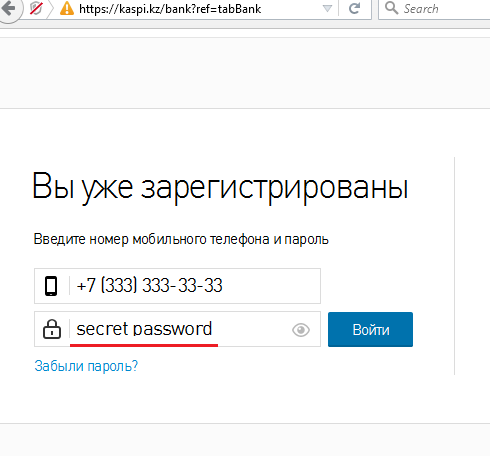 https://kaspi.kz/bank?ref=tabBank
Search
Вы уже зарегистрированы
Введите номер мобильного телефона и пароль
+7 (333) 333-33-33
secret password
Войти
Забыли пароль?